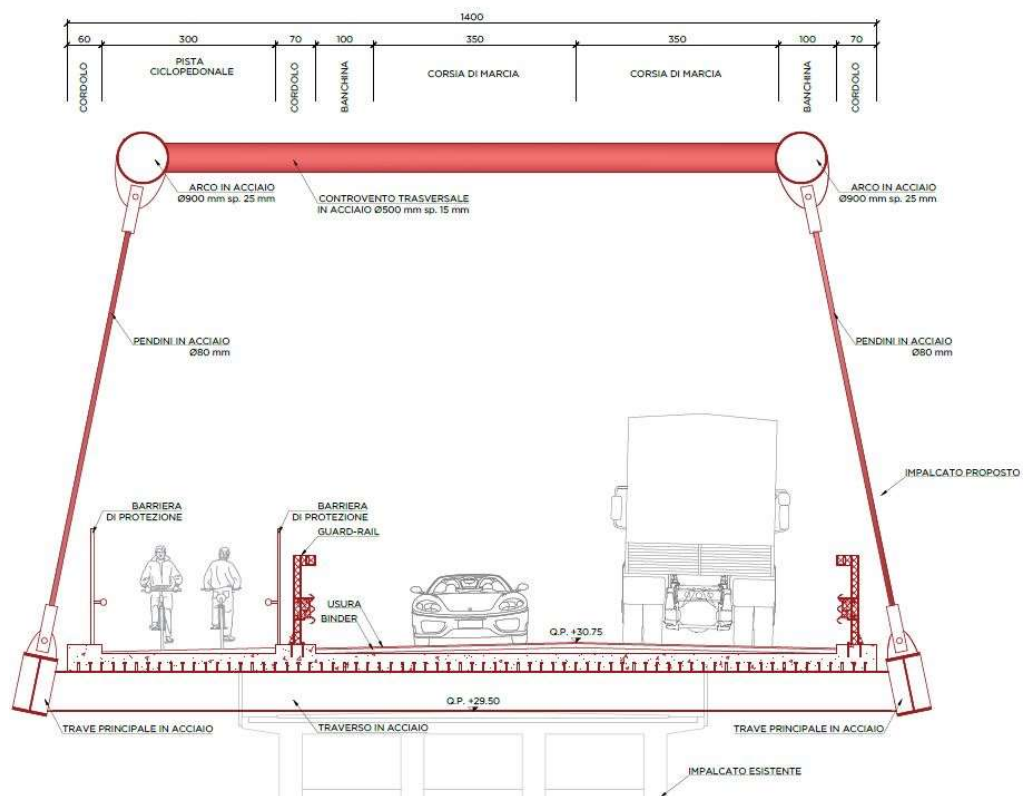 1400
60
300
70
100
350
350
100
70
CORDOLO
PISTA
CICLOPEDONALE
CORDOLO
BANCHINA
CORSIA DI MARCIA
CORSIA DI MARCIA
BANCHINA
CORDOLO
ARCO IN ACCIAIO
Ø900 mm sp. 25 mm
CONTROVENTO TRASVERSALE
IN ACCIAIO Ø500 mm sp. 15 mm
ARCO IN ACCIAIO
Ø900 mm sp. 25 mm
PENDINI IN ACCIAIO
Ø80 mm
PENDINI IN ACCIAIO
Ø80 mm
IMPALCATO PROPOSTO
BARRIERA
DI PROTEZIONE
BARRIERA
DI PROTEZIONE
GUARD-RAIL
USURA
BINDER
Q.P. +30.75
Q.P. +29.50
TRAVE PRINCIPALE IN ACCIAIO
TRAVERSO IN ACCIAIO
TRAVE PRINCIPALE IN ACCIAIO
IMPALCATO ESISTENTE